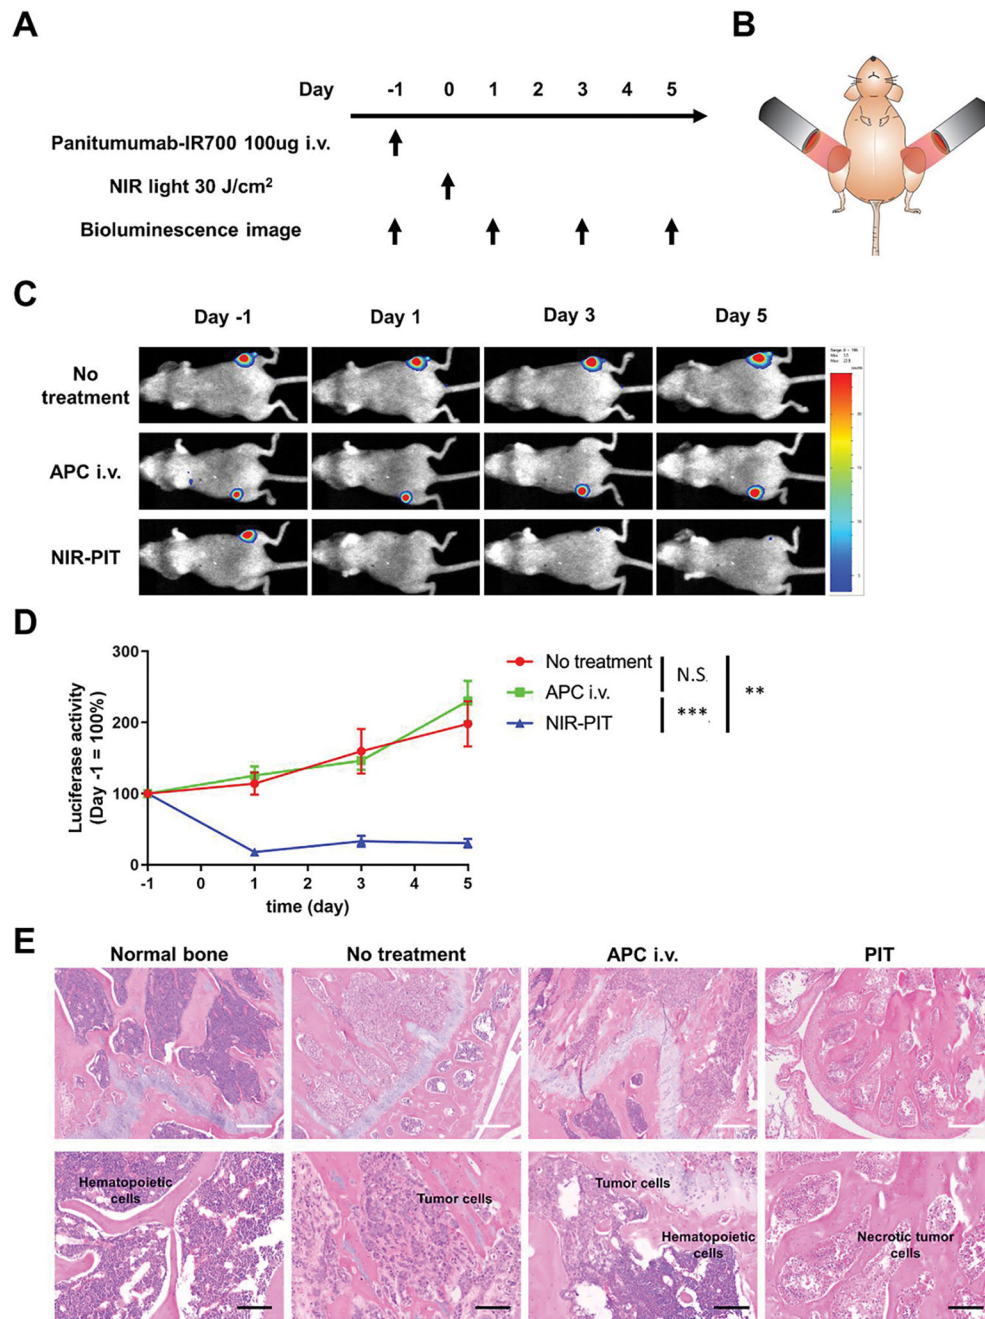 A
B
Day -1 0 1 2 3 4 5
Panitumumab-IR700 100ug i.v.
NIR light 30 J/cm²
Bioluminescence image
C
Day -1 Day 1 Day 3 Day 5
No
treatment
APC i.v.
NIR-PIT
D
300
200
100
0
Luciferase activity
(Day -1 = 100%)
-1 0 1 2 3 4 5
time (day)
No treatment
APC i.v.
NIR-PIT
N.S.
***
**
E
Normal bone No treatment APC i.v. PIT
Hematopoietic
cells
Tumor cells
Tumor cells
Hematopoietic
cells
Necrotic tumor
cells